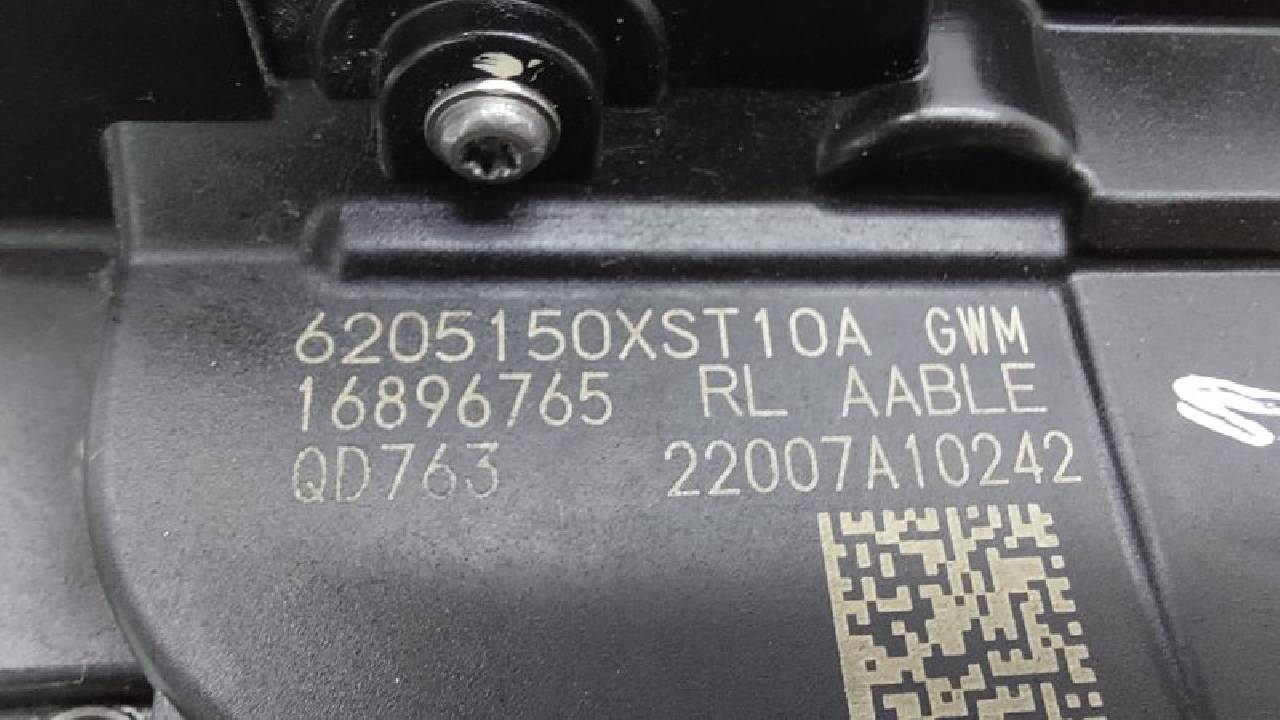 6205150XST10A GWM
16896765 RL AABLE
QD763 22007A10242